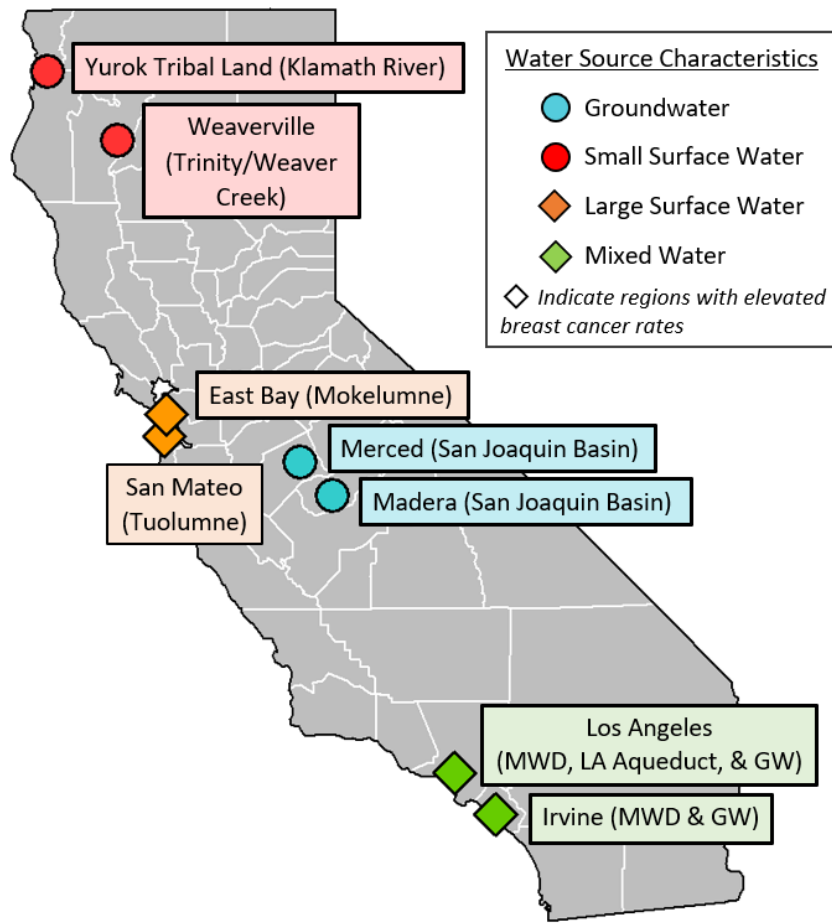 Yurok Tribal Land (Klamath River)
Weaverville
(Trinity/Weaver
Creek)
Water Source Characteristics
Groundwater
Small Surface Water
Large Surface Water
Mixed Water
Indicate regions with elevated
breast cancer rates
East Bay (Mokelumne)
San Mateo
(Tuolumne)
Merced (San Joaquin Basin)
Madera (San Joaquin Basin)
Los Angeles
(MWD, LA Aqueduct, & GW)
Irvine (MWD & GW)